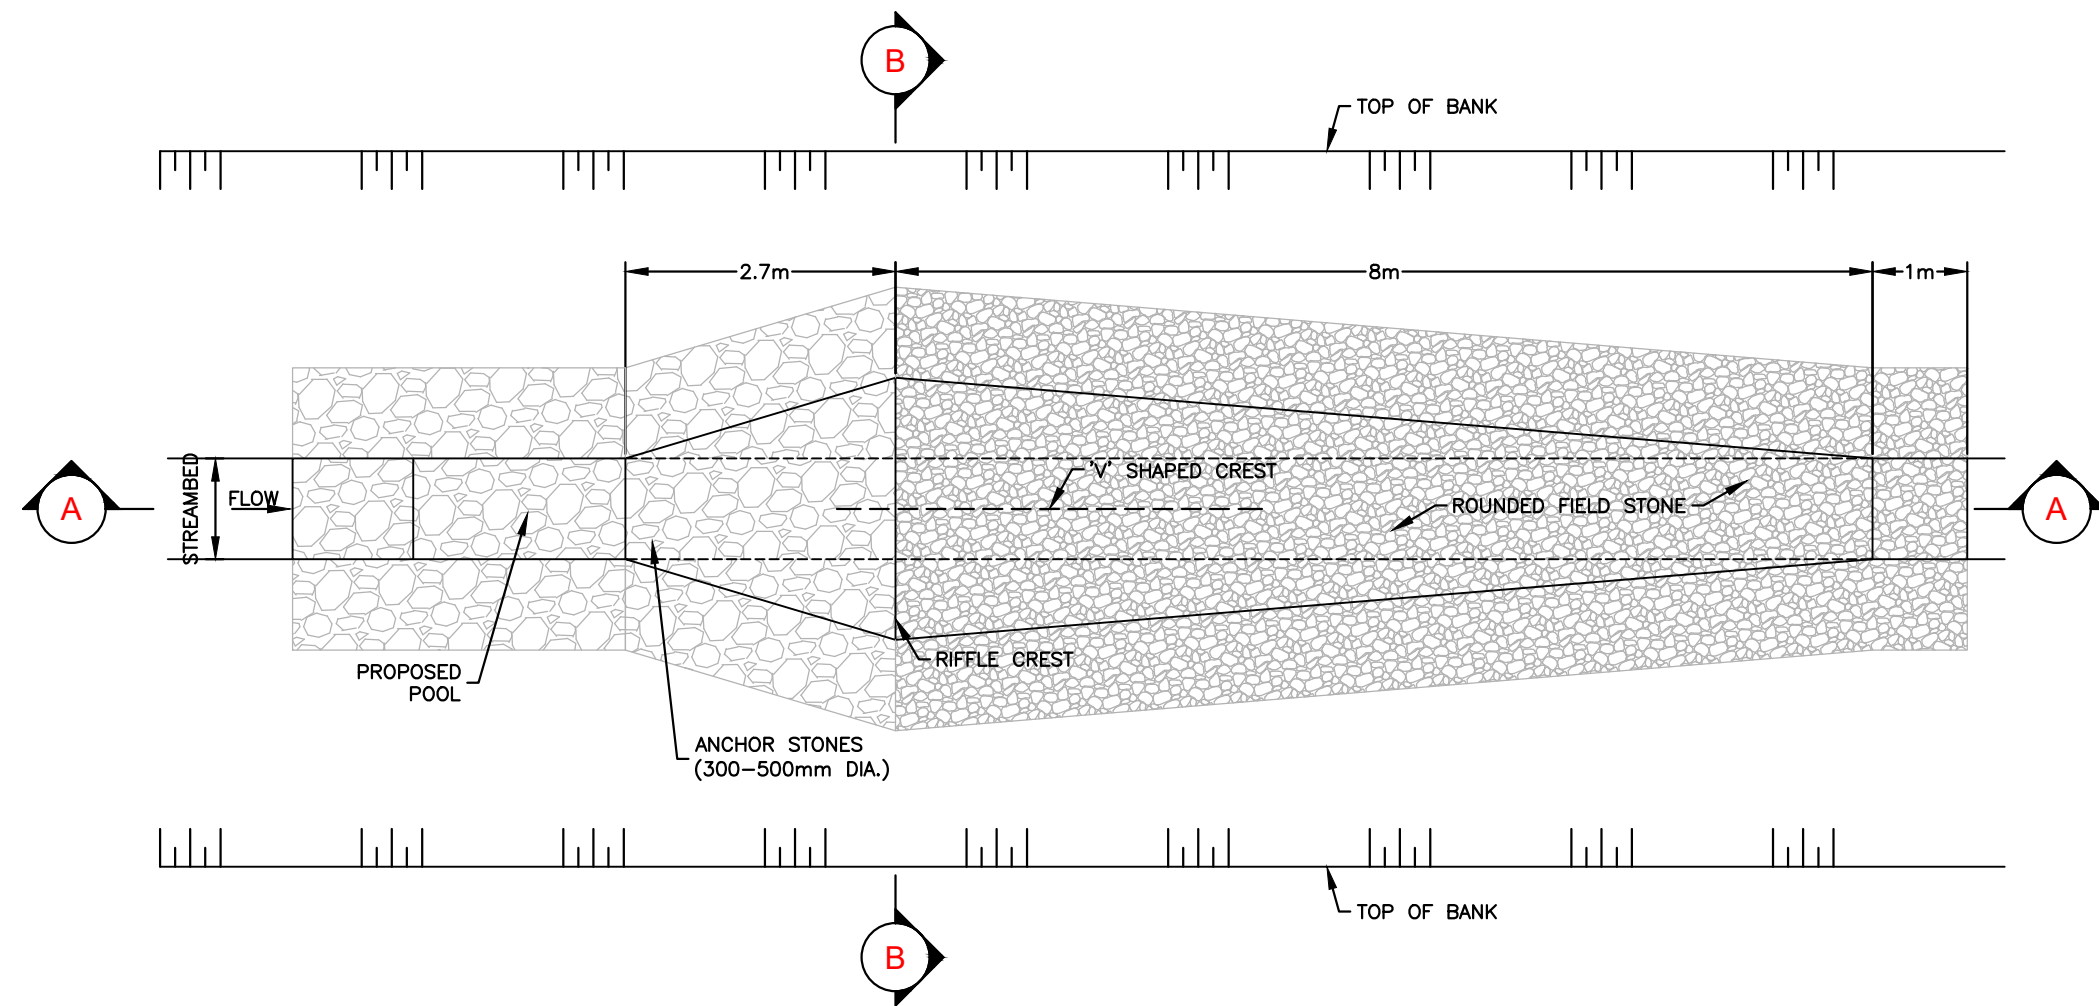 B
TOP OF BANK
2.7m
8m
1m
'V' SHAPED CREST
A
STREAMBED
FLOW
ROUNDED FIELD STONE
A
RIFFLE CREST
PROPOSED
POOL
ANCHOR STONES
(300-500mm DIA.)
TOP OF BANK
B